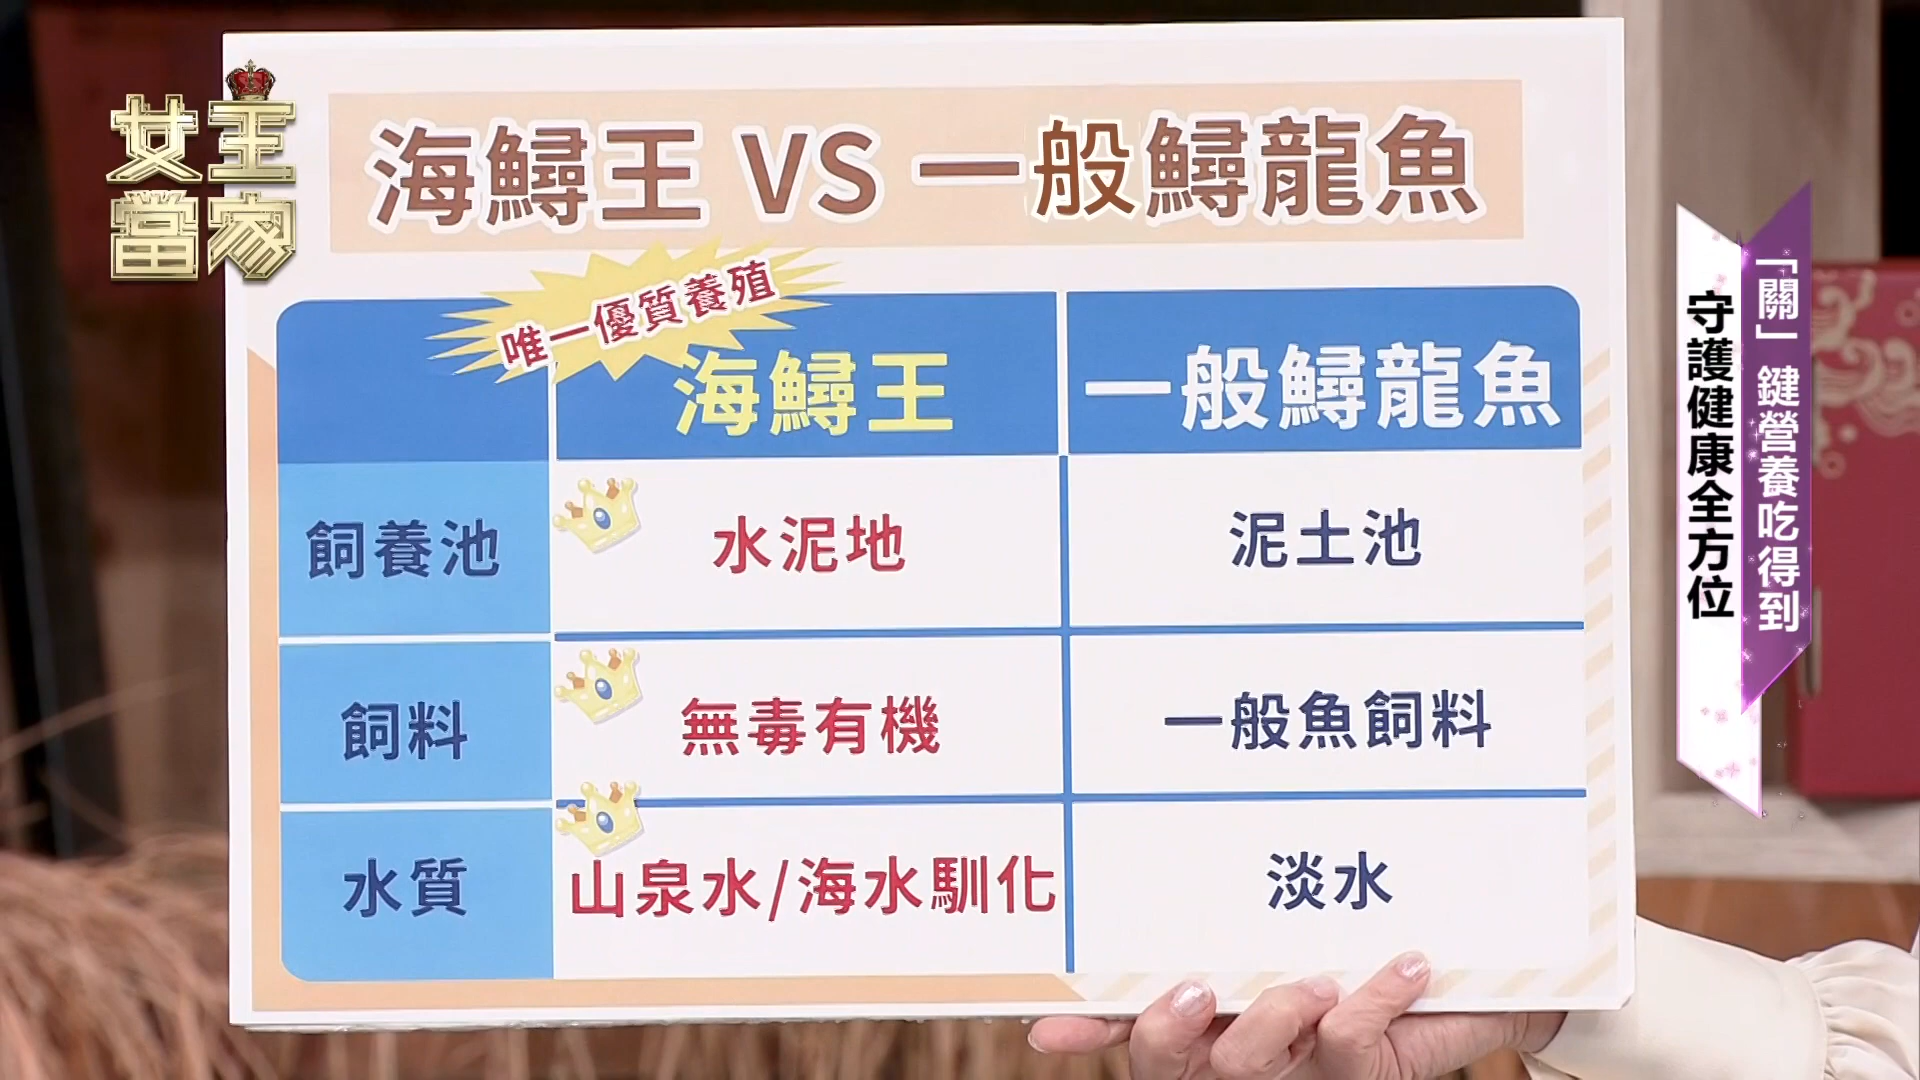 女王
當家
海鱘王 VS 一般鱘龍魚
唯一優質養殖
海鱘王
一般鱘龍魚
飼養池
水泥地
泥土池
飼料
無毒有機
一般魚飼料
水質
山泉水/海水馴化
淡水
「關」鍵營養吃得到
守護健康全方位